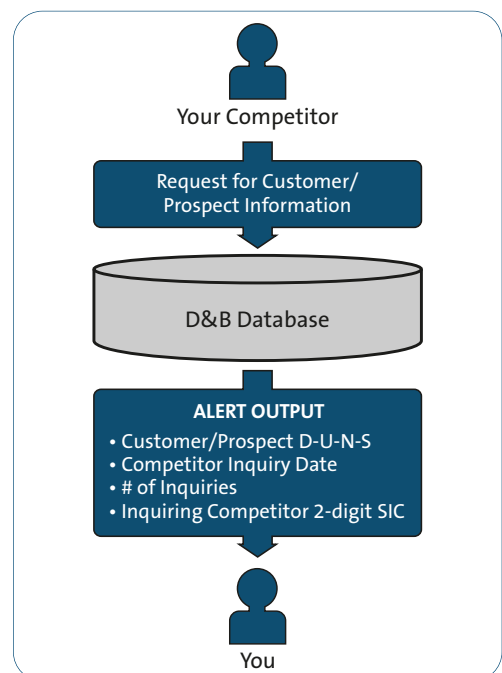 Your Competitor
Request for Customer/
Prospect Information
D&B Database
ALERT OUTPUT
• Customer/Prospect D-U-N-S
• Competitor Inquiry Date
• # of Inquiries
• Inquiring Competitor 2-digit SIC
You